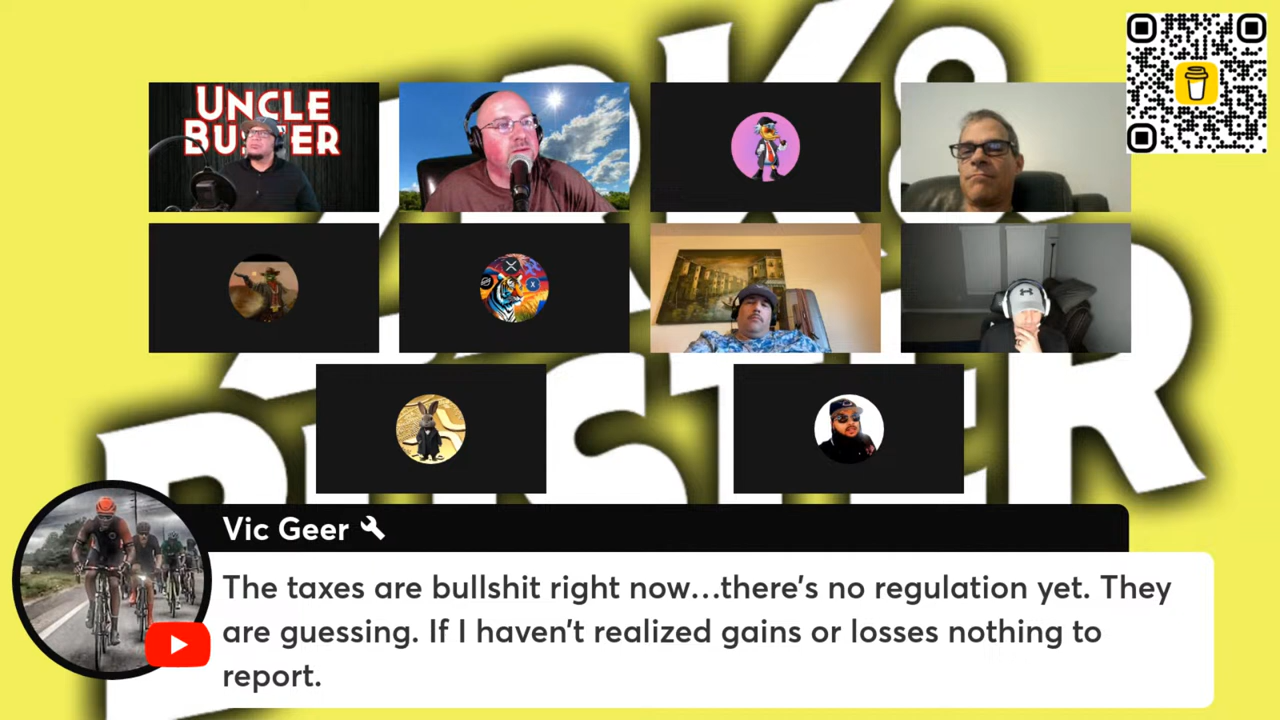 UNCLE
BUSTER
Vic Geer
The taxes are bullshit right now...there's no regulation yet. They
are guessing. If I haven't realized gains or losses nothing to
report.